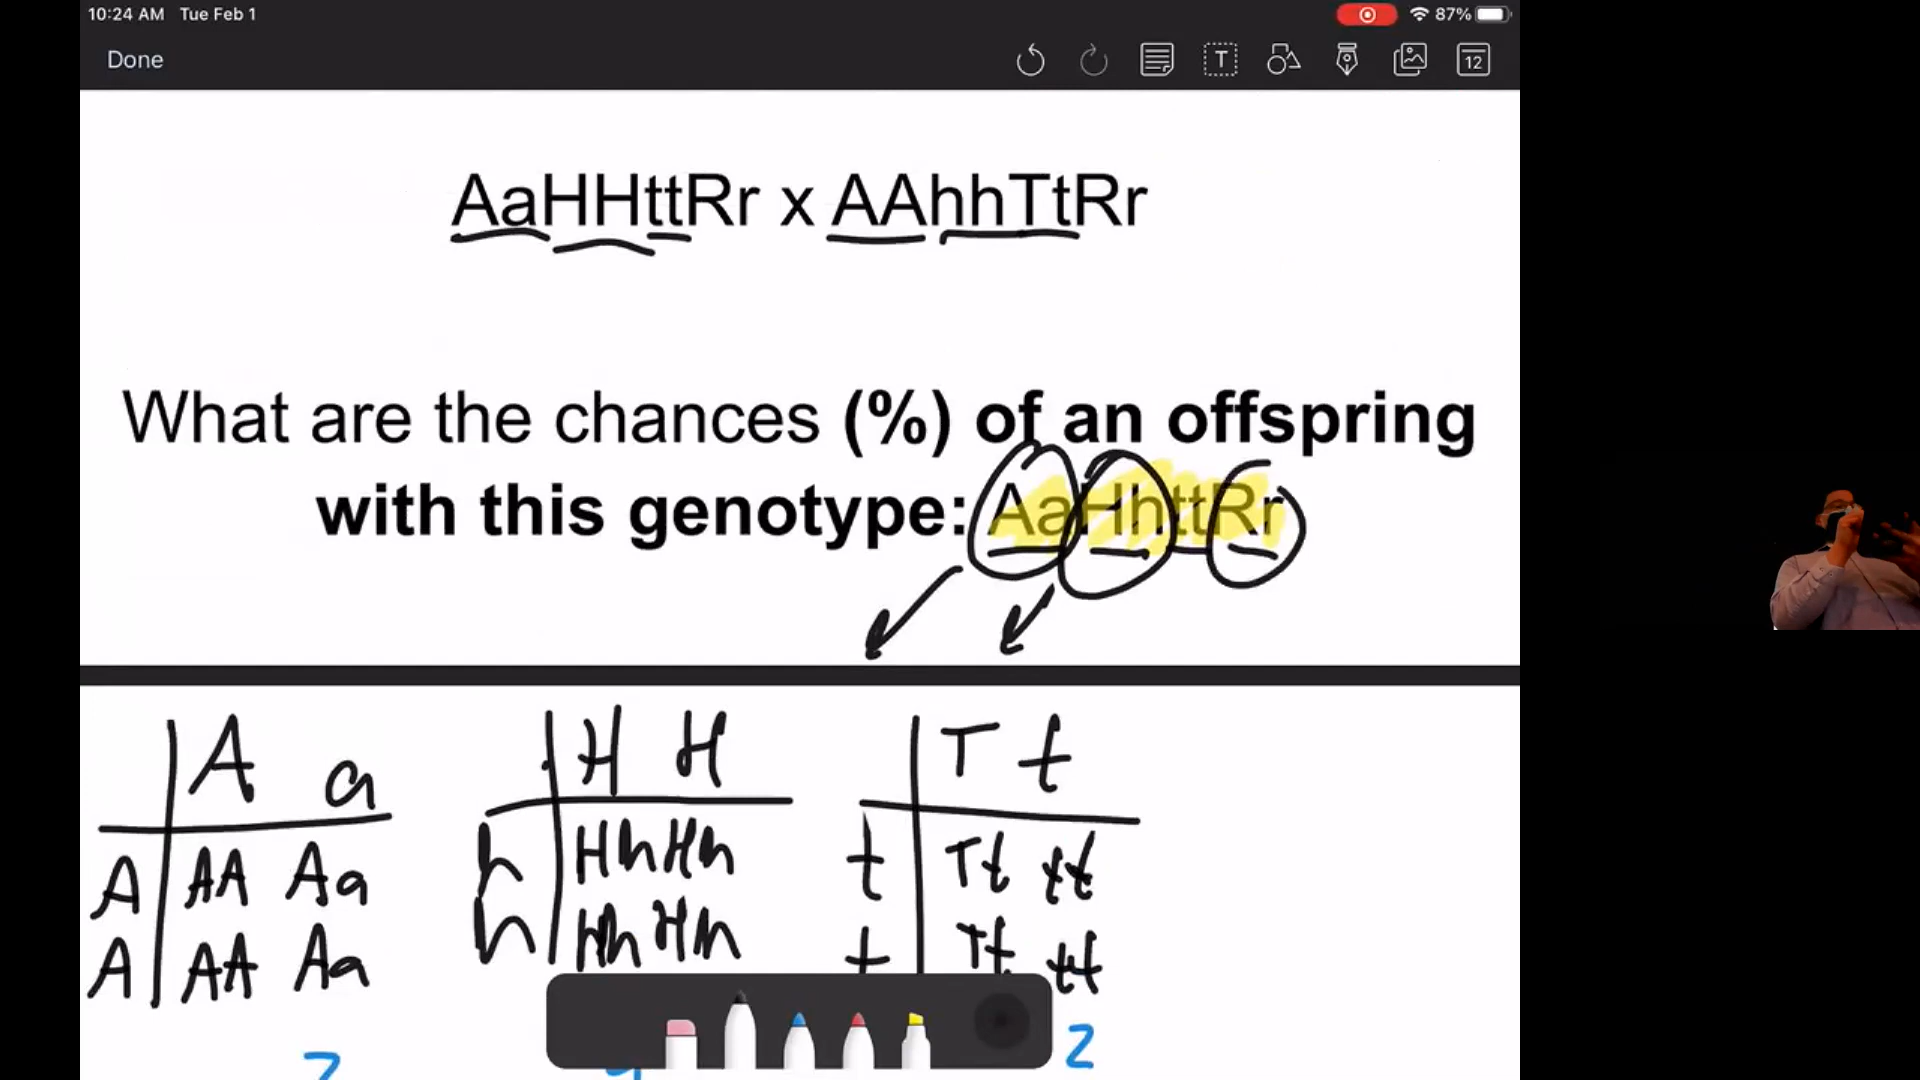 10:24 AM Tue Feb 1
87%
Done
T
12
AaHHttRr x AAhhTtRr
What are the chances (%) of an offspring
with this genotype: AaHhttRr
A a
H H
T t
A AA Aa
h Hh Hh
t Tt tt
A AA Aa
h Hh Hh
t Tt tt
2